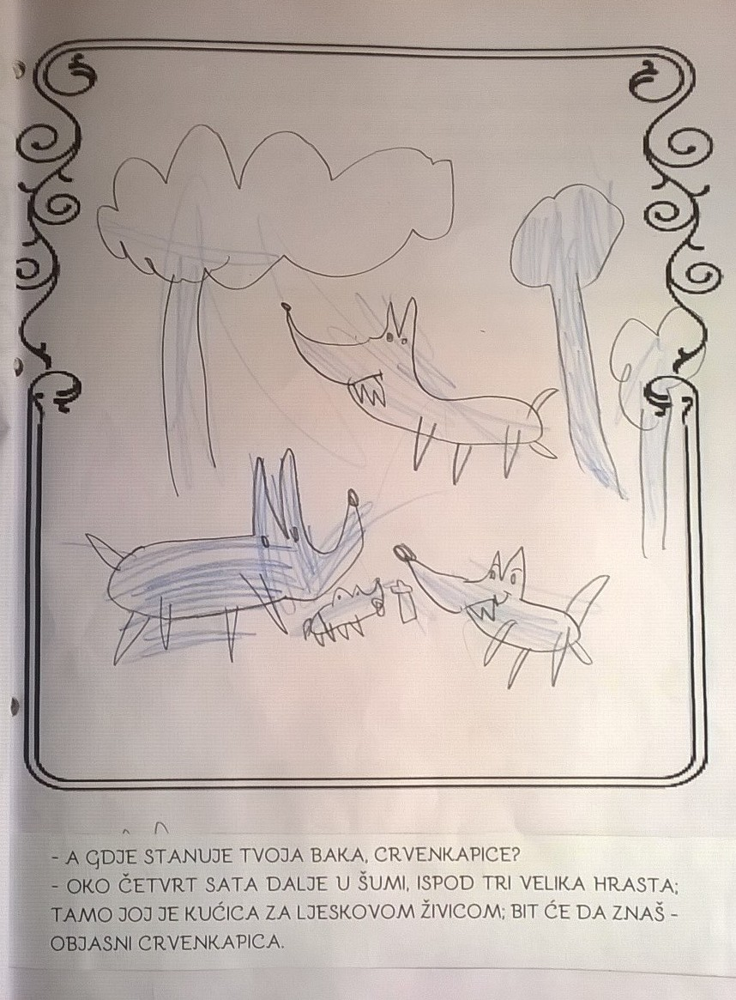 - A GDJE STANUJE TVOJA BAKA, CRVENKAPICE?
- OKO ČETVRT SATA DALJE U ŠUMI, ISPOD TRI VELIKA HRASTA;
TAMO JOJ JE KUĆICA ZA LJESKOVOM ŽIVICOM; BIT ĆE DA ZNAŠ -
OBJASNI CRVENKAPICA.